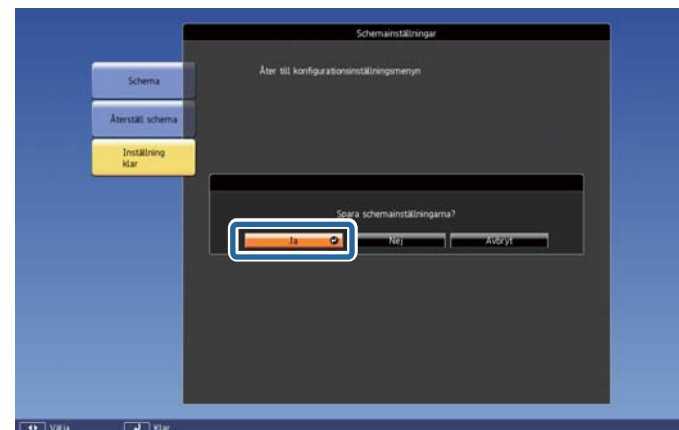 Schemainställningar
Åter till konfigurationsinställningsmenyn
Schema
Återställ schema
Inställning
klar
Spara schemainställningarna?
Ja
Nej
Avbryt
Välja
Klar